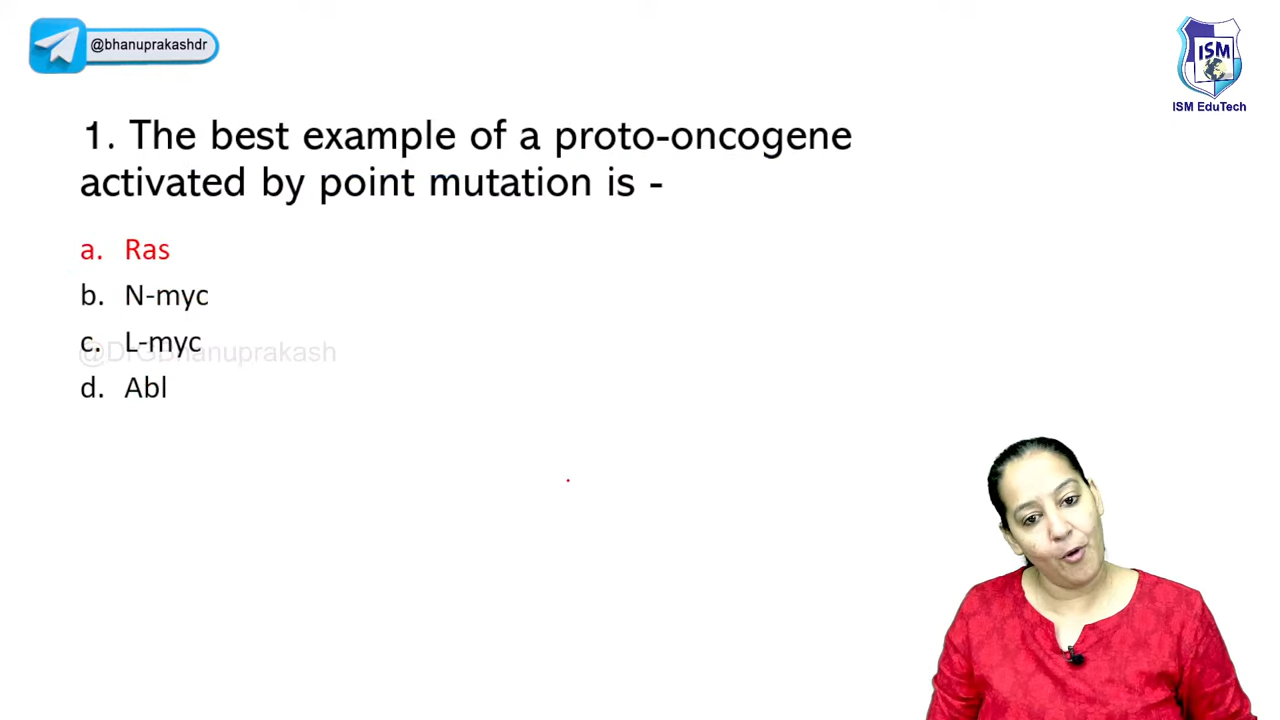 @bhanuprakashdr
ISM
ISM EduTech
1. The best example of a proto-oncogene
activated by point mutation is -
a. Ras
b. N-myc
c. L-myc
@DrGBhanuprakash
d. Abl